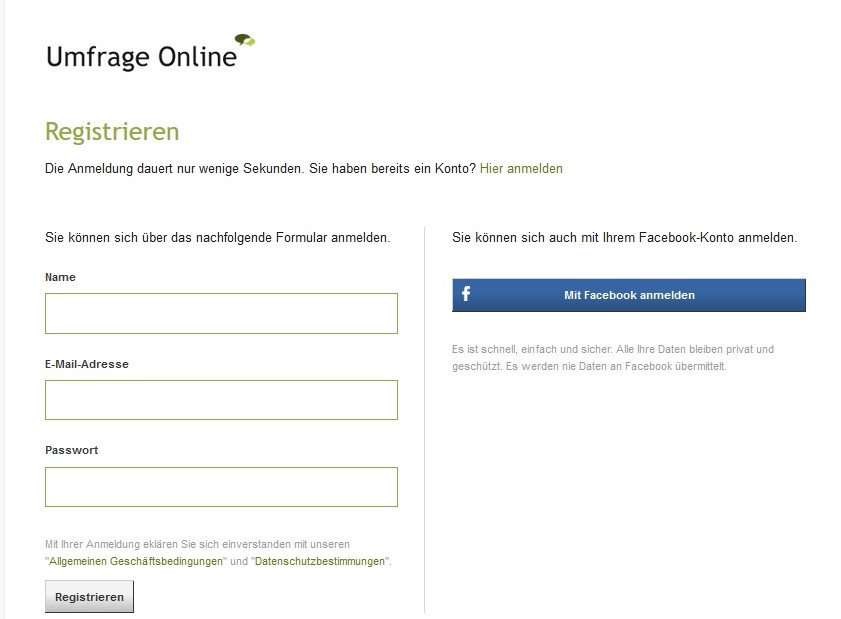 Umfrage Online
Registrieren
Die Anmeldung dauert nur wenige Sekunden. Sie haben bereits ein Konto? Hier anmelden
Sie können sich über das nachfolgende Formular anmelden.
Name
E-Mail-Adresse
Passwort
Mit Ihrer Anmeldung eklären Sie sich einverstanden mit unseren
"Allgemeinen Geschäftsbedingungen" und "Datenschutzbestimmungen".
Registrieren
Sie können sich auch mit Ihrem Facebook-Konto anmelden.
f Mit Facebook anmelden
Es ist schnell, einfach und sicher. Alle Ihre Daten bleiben privat und
geschützt. Es werden nie Daten an Facebook übermittelt.